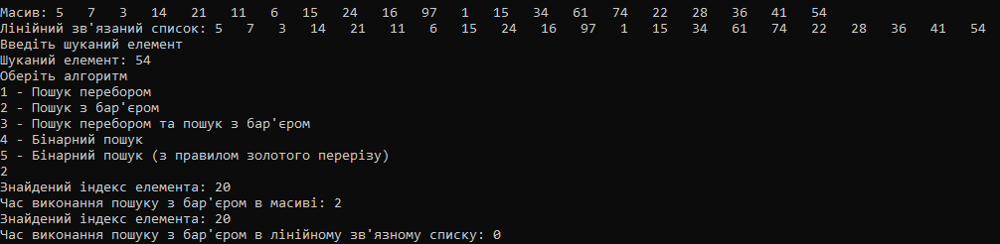 Масив: 5 7 3 14 21 11 6 15 24 16 97 1 15 34 61 74 22 28 36 41 54
Лінійний зв'язаний список: 5 7 3 14 21 11 6 15 24 16 97 1 15 34 61 74 22 28 36 41 54
Введіть шуканий елемент
Шуканий елемент: 54
Оберіть алгоритм
1 - Пошук перебором
2 - Пошук з бар'єром
3 - Пошук перебором та пошук з бар'єром
4 - Бінарний пошук
5 - Бінарний пошук (з правилом золотого перерізу)
2
Знайдений індекс елемента: 20
Час виконання пошуку з бар'єром в масиві: 2
Знайдений індекс елемента: 20
Час виконання пошуку з бар'єром в лінійному зв'язному списку: 0